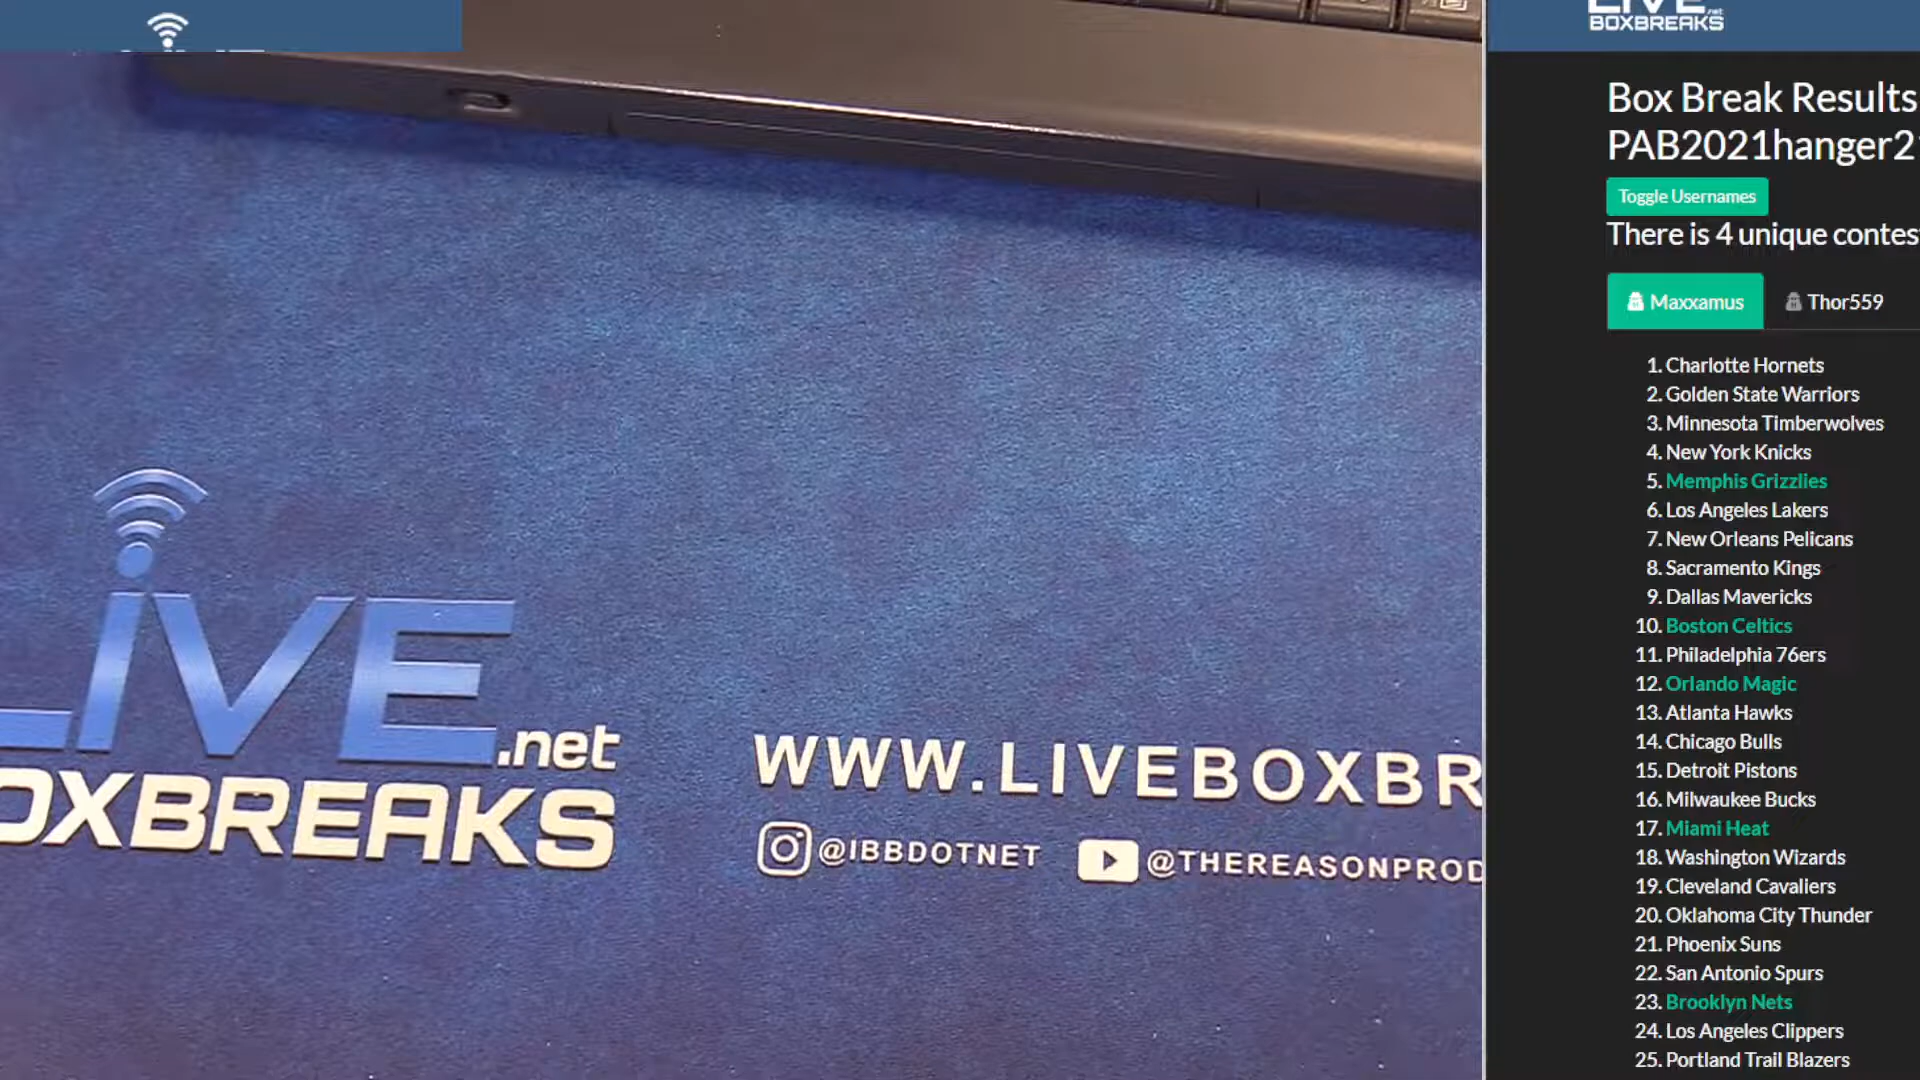 LIVE.net
BOXBREAKS
Box Break Results
PAB2021hanger2
Toggle Usernames
There is 4 unique contes
Maxxamus
Thor559
1. Charlotte Hornets
2. Golden State Warriors
3. Minnesota Timberwolves
4. New York Knicks
5. Memphis Grizzlies
6. Los Angeles Lakers
7. New Orleans Pelicans
8. Sacramento Kings
9. Dallas Mavericks
10. Boston Celtics
11. Philadelphia 76ers
12. Orlando Magic
13. Atlanta Hawks
14. Chicago Bulls
15. Detroit Pistons
16. Milwaukee Bucks
17. Miami Heat
18. Washington Wizards
19. Cleveland Cavaliers
20. Oklahoma City Thunder
21. Phoenix Suns
22. San Antonio Spurs
23. Brooklyn Nets
24. Los Angeles Clippers
25. Portland Trail Blazers
LIVE.net
OXBREAKS
WWW.LIVEBOXBR
@IBBDOTNET
@THEREASONPROD